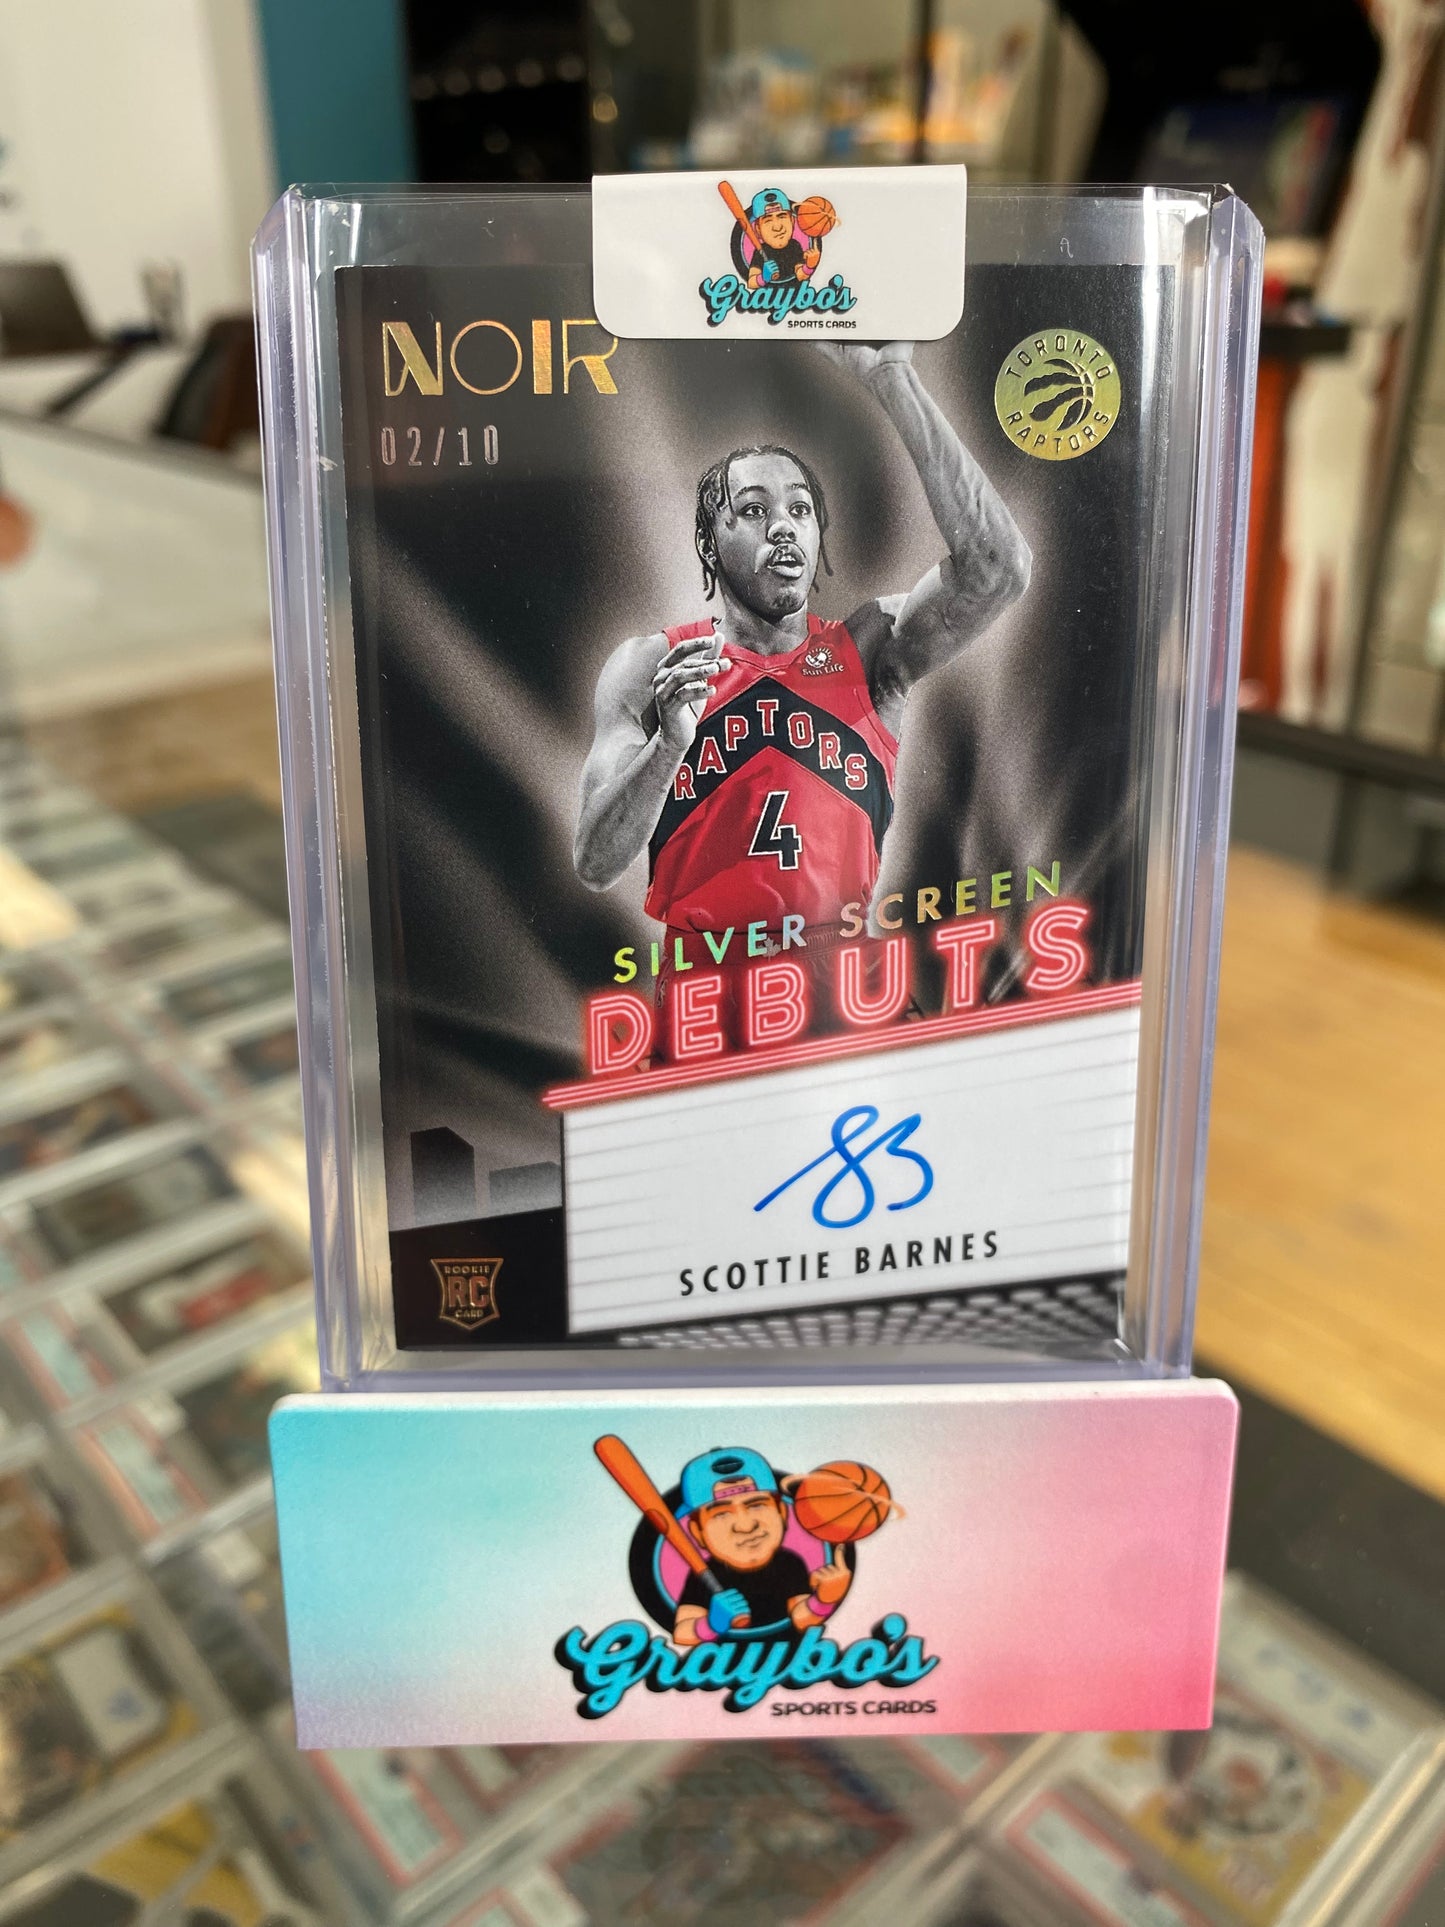 Graybo's
SPORTS CARDS
NOIR
02/10
TORONTO
RAPTORS
Sun Life
RAPTORS
4
SILVER SCREEN
DEBUTS
SB
SCOTTIE BARNES
ROOKIE
RC
CARD
Graybo's
SPORTS CARDS